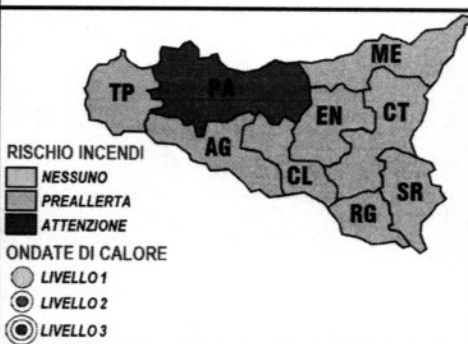 ME
TP
PA
EN
CT
AG
CL
SR
RG
RISCHIO INCENDI
NESSUNO
PREALLERTA
ATTENZIONE
ONDATE DI CALORE
LIVELLO 1
LIVELLO 2
LIVELLO 3